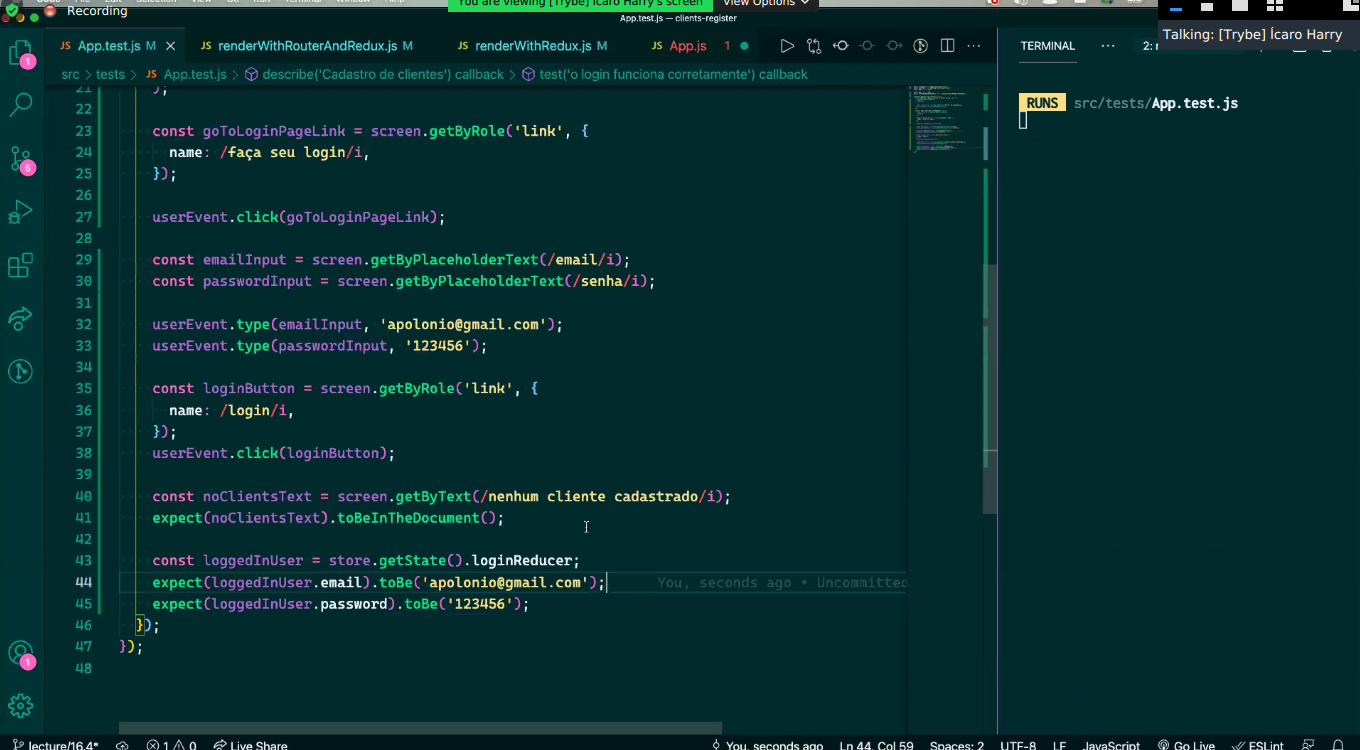 Recording
You are viewing [Trybe] Ícaro Harry's screen
View Options
App.test.js — clients-register
Talking: [Trybe] Ícaro Harry
JS App.test.js M
JS renderWithRouterAndRedux.js M
JS renderWithRedux.js M
JS App.js 1
TERMINAL
src > tests > JS App.test.js > describe('Cadastro de clientes') callback > test('o login funciona corretamente') callback
RUNS src/tests/App.test.js
21 );
22
23 const goToLoginPageLink = screen.getByRole('link', {
24 name: /faça seu login/i,
25 });
26
27 userEvent.click(goToLoginPageLink);
28
29 const emailInput = screen.getByPlaceholderText(/email/i);
30 const passwordInput = screen.getByPlaceholderText(/senha/i);
31
32 userEvent.type(emailInput, 'apolonio@gmail.com');
33 userEvent.type(passwordInput, '123456');
34
35 const loginButton = screen.getByRole('link', {
36 name: /login/i,
37 });
38 userEvent.click(loginButton);
39
40 const noClientsText = screen.getByText(/nenhum cliente cadastrado/i);
41 expect(noClientsText).toBeInTheDocument();
42
43 const loggedInUser = store.getState().loginReducer;
44 expect(loggedInUser.email).toBe('apolonio@gmail.com'); You, seconds ago • Uncommitted
45 expect(loggedInUser.password).toBe('123456');
46 });
47 });
48
1
6
1
lecture/16.4* 1 0 Live Share You, seconds ago Ln 44, Col 59 Spaces: 2 UTF-8 LF JavaScript Go Live ESLint